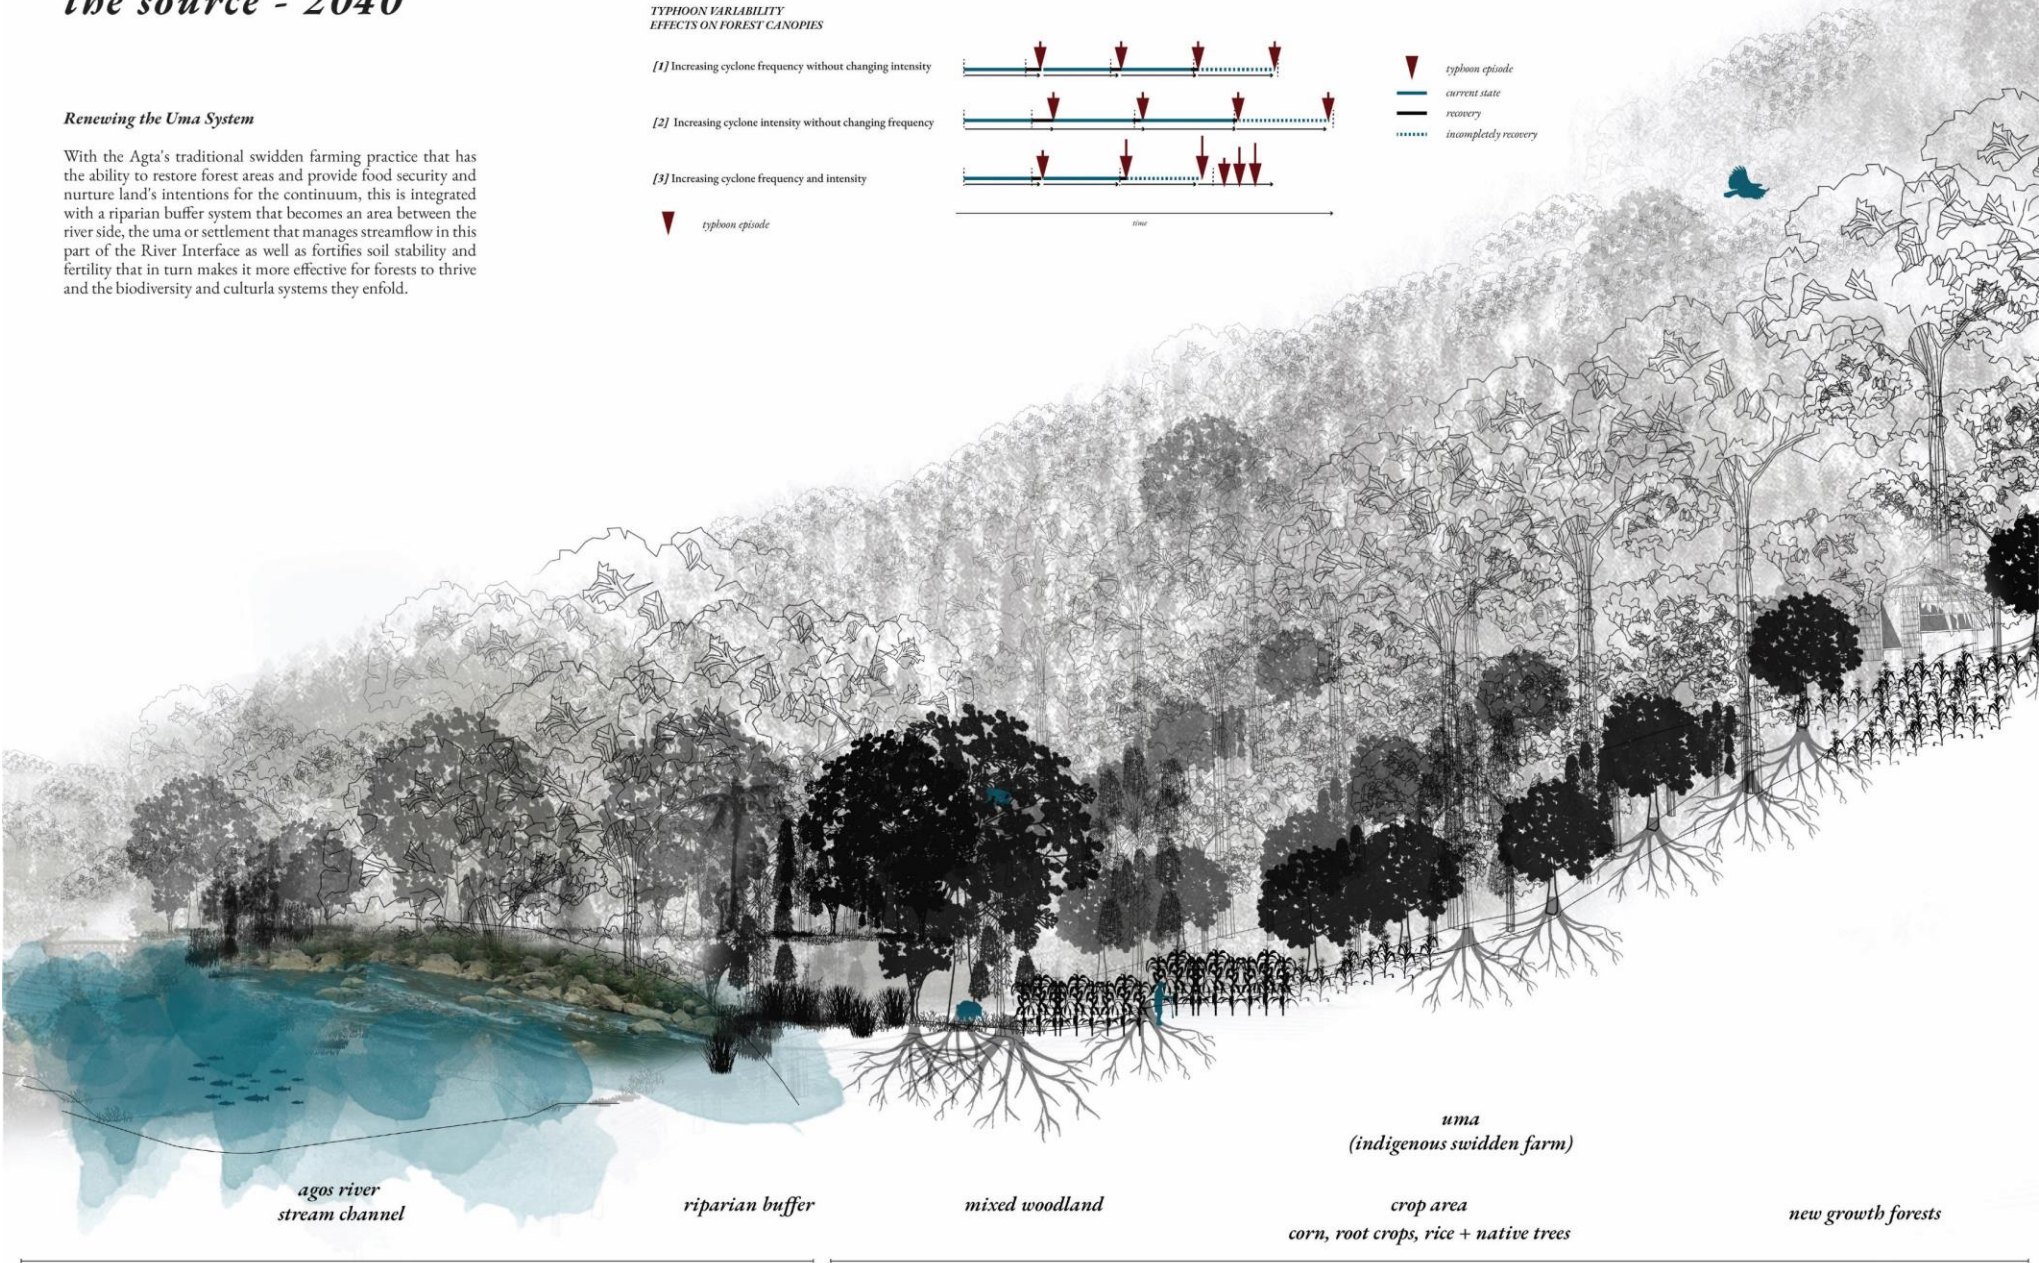 the source - 2040
Renewing the Uma System
With the Agta's traditional swidden farming practice that has
the ability to restore forest areas and provide food security and
nurture land's intentions for the continuum, this is integrated
with a riparian buffer system that becomes an area between the
river side, the uma or settlement that manages streamflow in this
part of the River Interface as well as fortifies soil stability and
fertility that in turn makes it more effective for forests to thrive
and the biodiversity and culturla systems they enfold.
TYPHOON VARIABILITY
EFFECTS ON FOREST CANOPIES
[1] Increasing cyclone frequency without changing intensity
[2] Increasing cyclone intensity without changing frequency
[3] Increasing cyclone frequency and intensity
typhoon episode
time
typhoon episode
current state
recovery
incompletely recovery
agos river
stream channel
riparian buffer
mixed woodland
uma
(indigenous swidden farm)
crop area
corn, root crops, rice + native trees
new growth forests